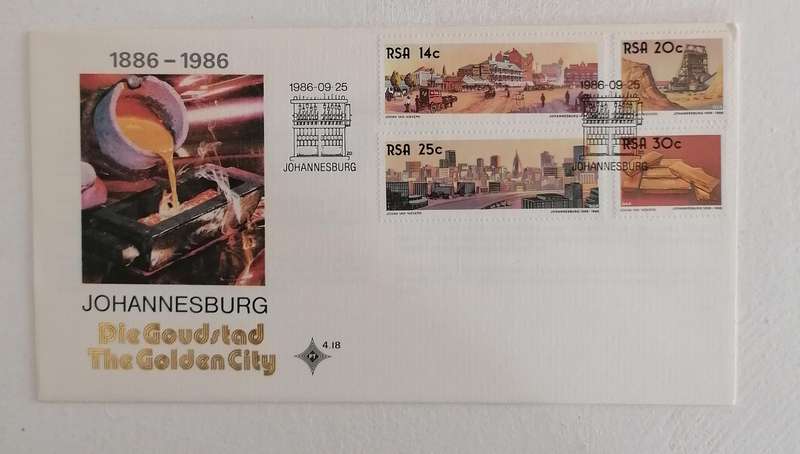 1886 – 1986
JOHANNESBURG
Die Goudstad
The Golden City
4.18
1986-09-25
JOHANNESBURG
RSA 14c
RSA 20c
RSA 25c
RSA 30c
1986-09-25
JOHANNESBURG